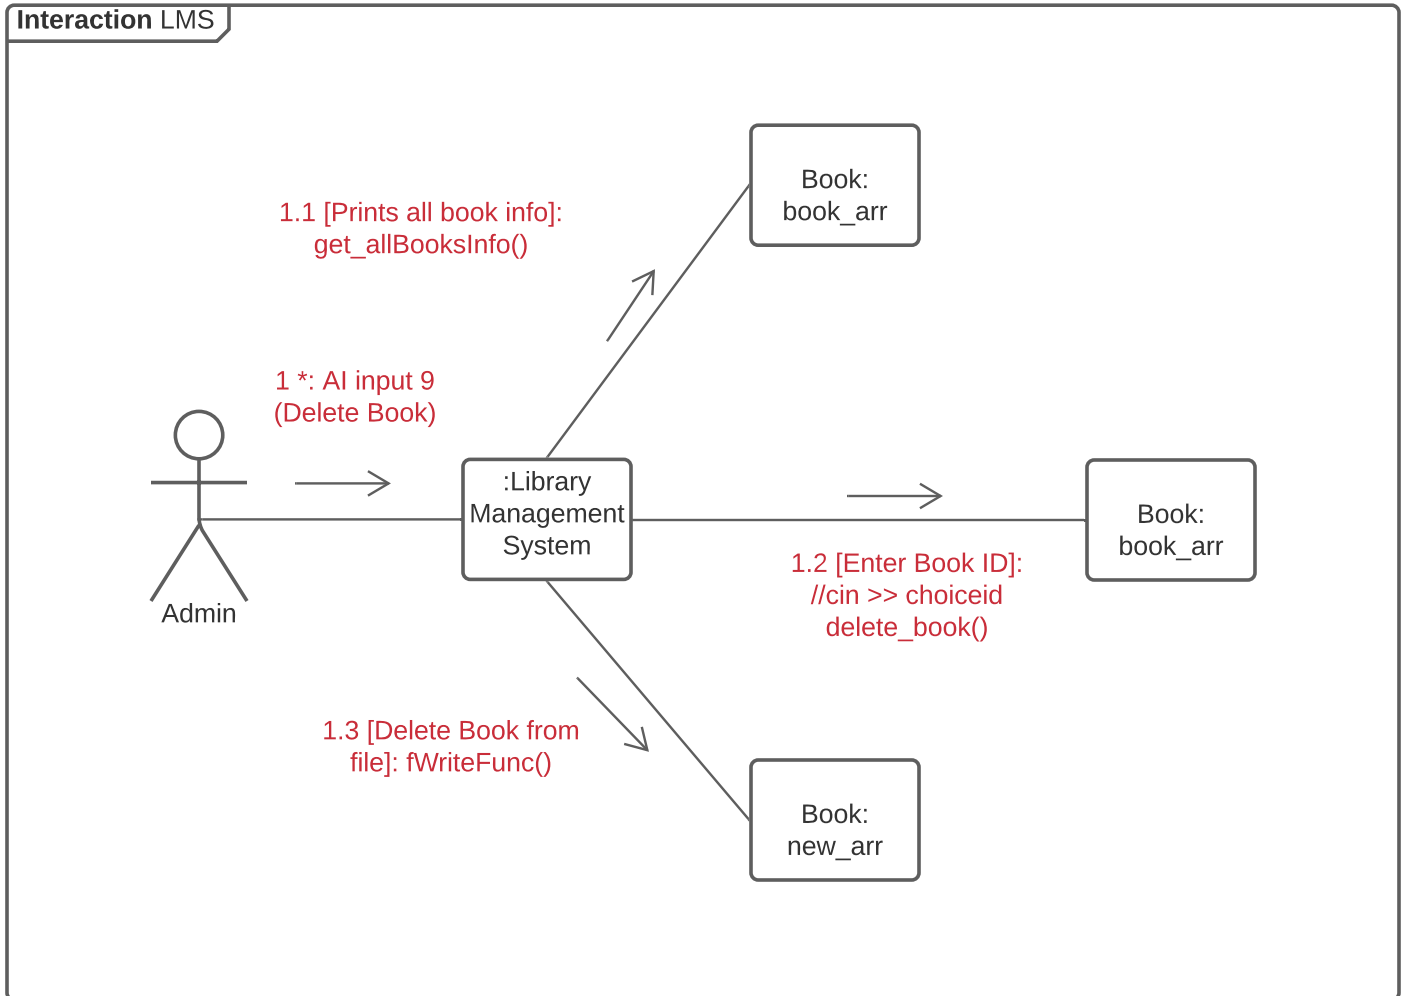 Interaction LMS
Book:
book_arr
1.1 [Prints all book info]:
get_allBooksInfo()
1 *: AI input 9
(Delete Book)
:Library
Management
System
Book:
book_arr
1.2 [Enter Book ID]:
//cin >> choiceid
delete_book()
Admin
1.3 [Delete Book from
file]: fWriteFunc()
Book:
new_arr